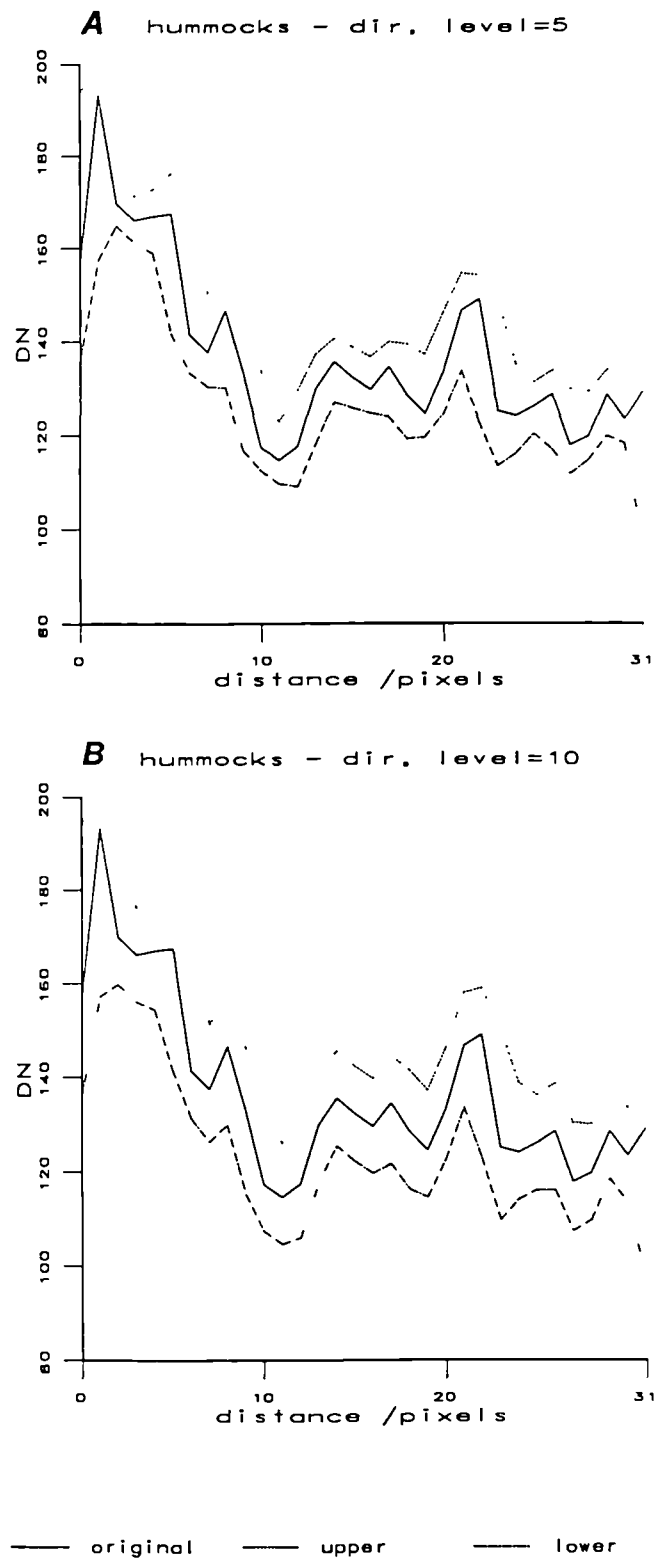 A hummocks - dir. level=5
200
180
160
140
120
100
80
DN
0 10 20 31
distance /pixels
B hummocks - dir. level=10
200
180
160
140
120
100
80
DN
0 10 20 31
distance /pixels
original upper lower